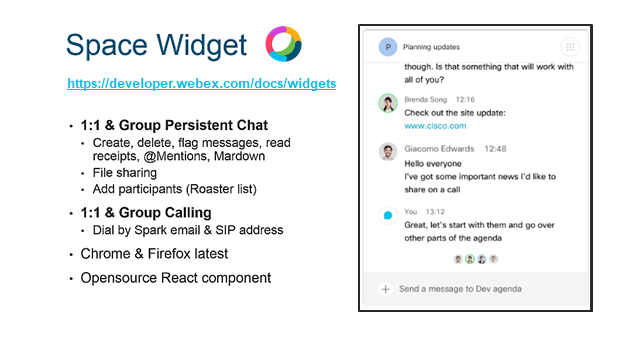 Space Widget
https://developer.webex.com/docs/widgets
• 1:1 & Group Persistent Chat
• Create, delete, flag messages, read
receipts, @Mentions, Mardown
• File sharing
• Add participants (Roaster list)
• 1:1 & Group Calling
• Dial by Spark email & SIP address
• Chrome & Firefox latest
• Opensource React component
P Planning updates
though. Is that something that will work with
all of you?
Brenda Song 12:16
Check out the site update:
www.cisco.com
Giacomo Edwards 12:48
Hello everyone
I've got some important news I'd like to
share on a call
You 13:12
Great, let's start with them and go over
other parts of the agenda
Send a message to Dev agenda